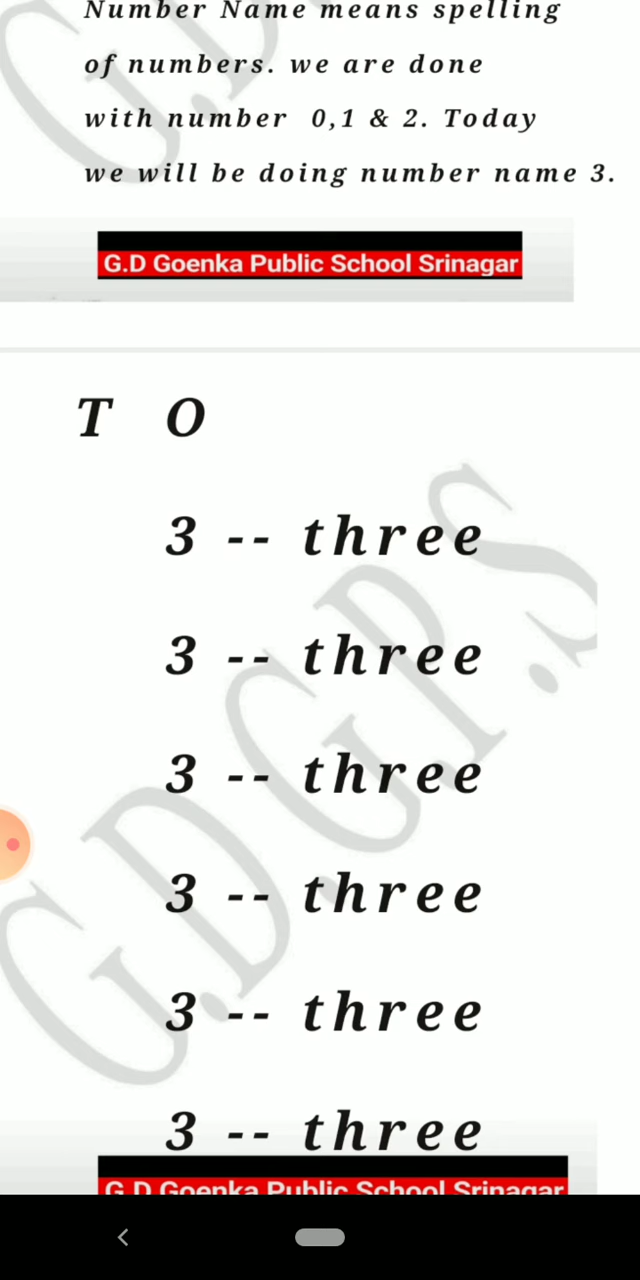 Number Name means spelling
of numbers. we are done
with number 0,1 & 2. Today
we will be doing number name 3.
G.D Goenka Public School Srinagar
T O
3 -- three
3 -- three
3 -- three
3 -- three
3 -- three
3 -- three
G.D.G.P.S
G.D Goenka Public School Srinagar